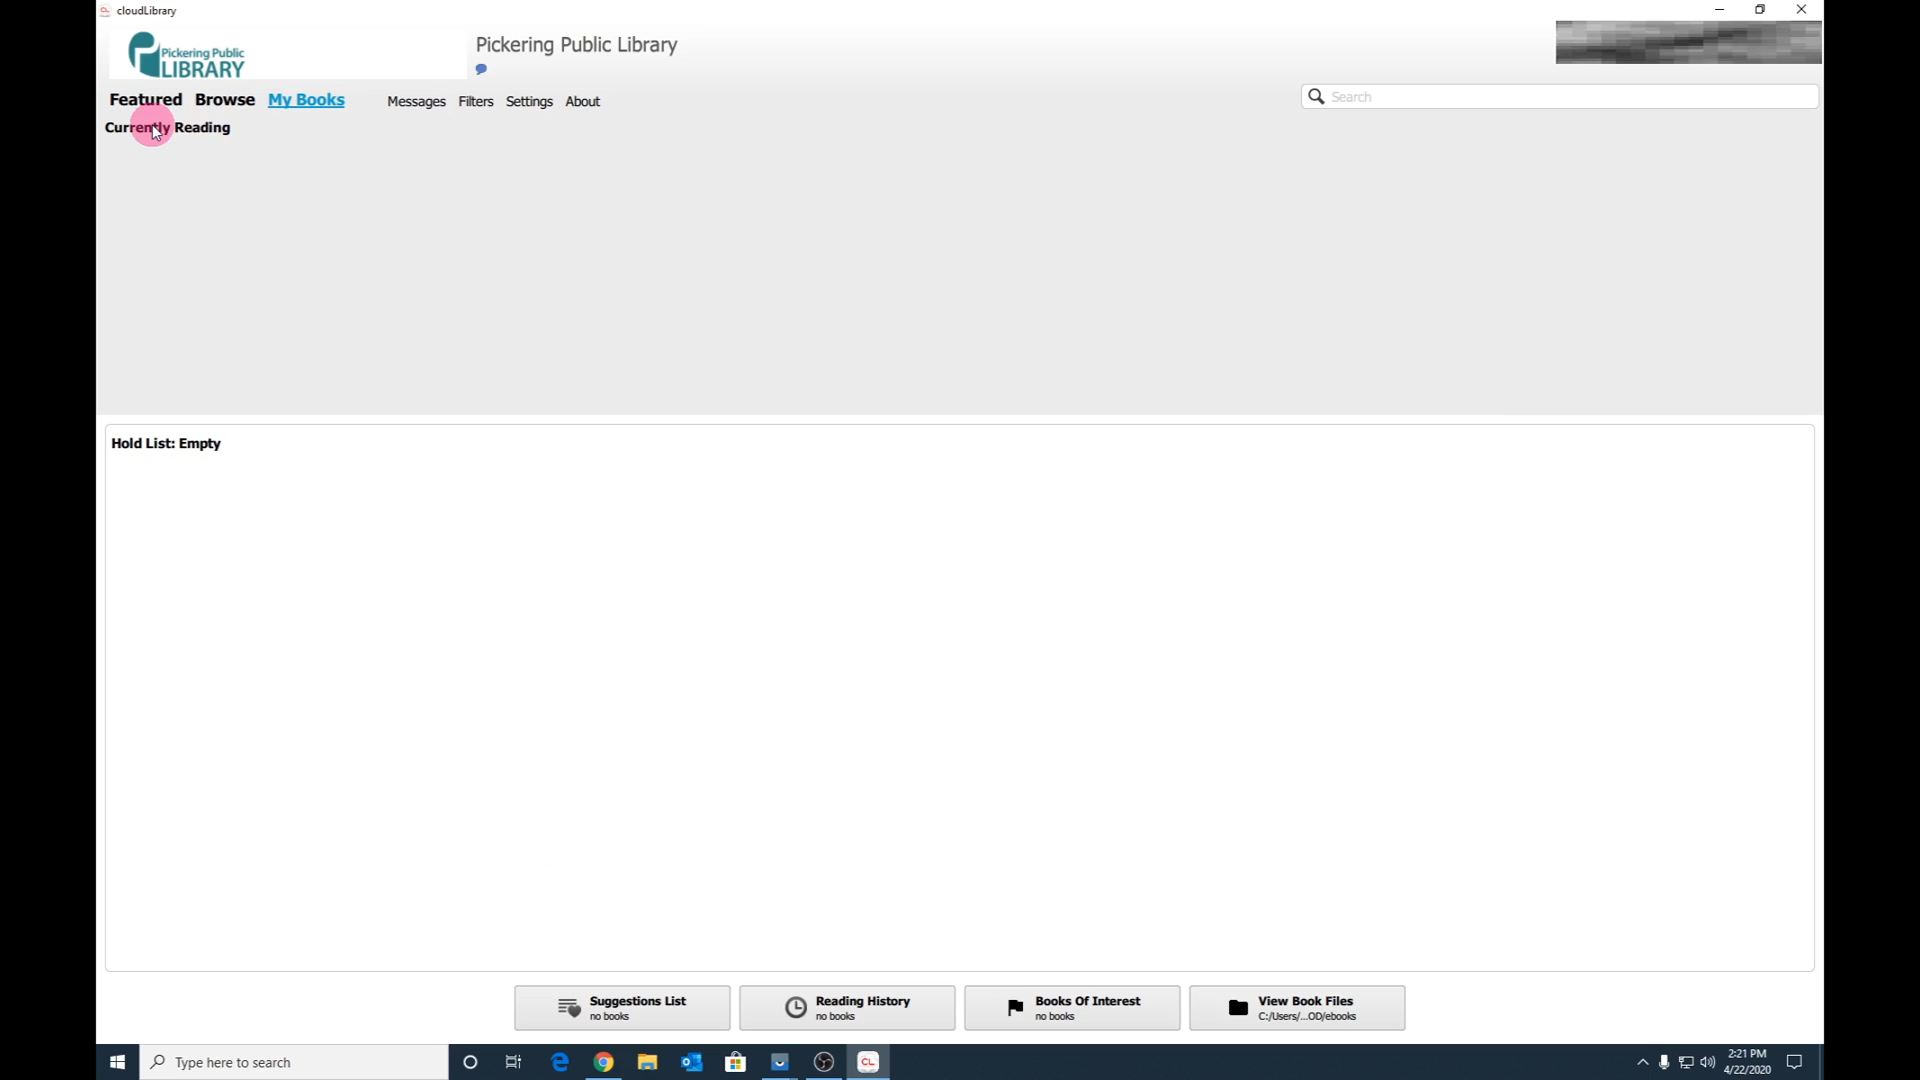 cloudLibrary
Pickering Public
LIBRARY
Pickering Public Library
Featured Browse My Books Messages Filters Settings About
Search
Currently Reading
Hold List: Empty
Suggestions List
no books
Reading History
no books
Books Of Interest
no books
View Book Files
C:/Users/...OD/ebooks
Type here to search
CL
2:21 PM
4/22/2020